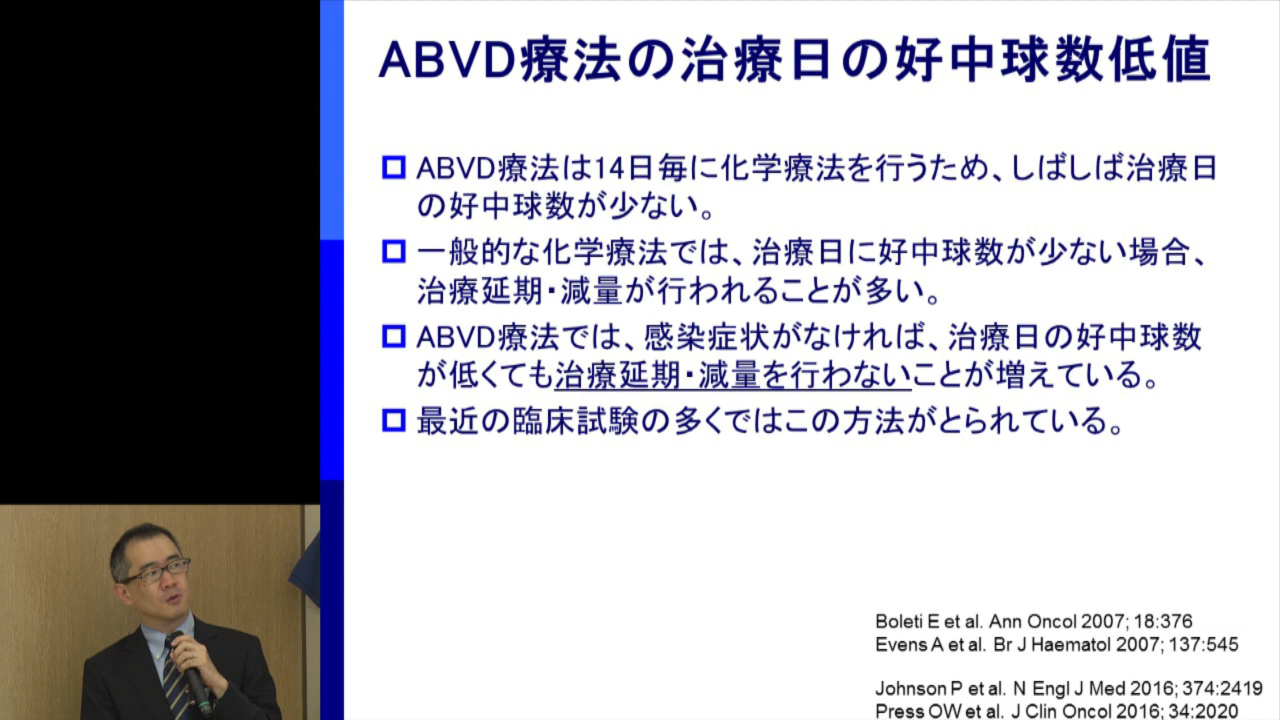 ABVD療法の治療日の好中球数低値
ABVD療法は14日毎に化学療法を行うため、しばしば治療日
の好中球数が少ない。
一般的な化学療法では、治療日に好中球数が少ない場合、
治療延期・減量が行われることが多い。
ABVD療法では、感染症状がなければ、治療日の好中球数
が低くても治療延期・減量を行わないことが増えている。
最近の臨床試験の多くではこの方法がとられている。
Boleti E et al. Ann Oncol 2007; 18:376
Evens A et al. Br J Haematol 2007; 137:545
Johnson P et al. N Engl J Med 2016; 374:2419
Press OW et al. J Clin Oncol 2016; 34:2020